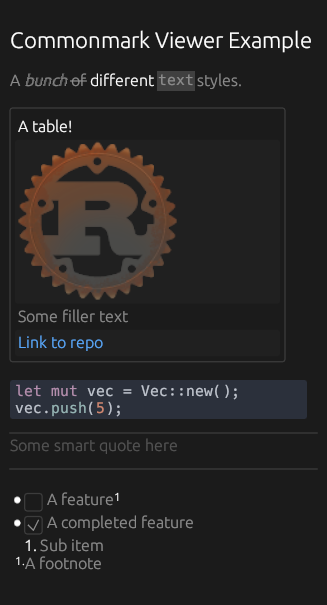 Commonmark Viewer Example
A bunch of different text styles.
A table!
R
Some filler text
Link to repo
let mut vec = Vec::new();
vec.push(5);
Some smart quote here
A feature¹
A completed feature
1. Sub item
¹.A footnote